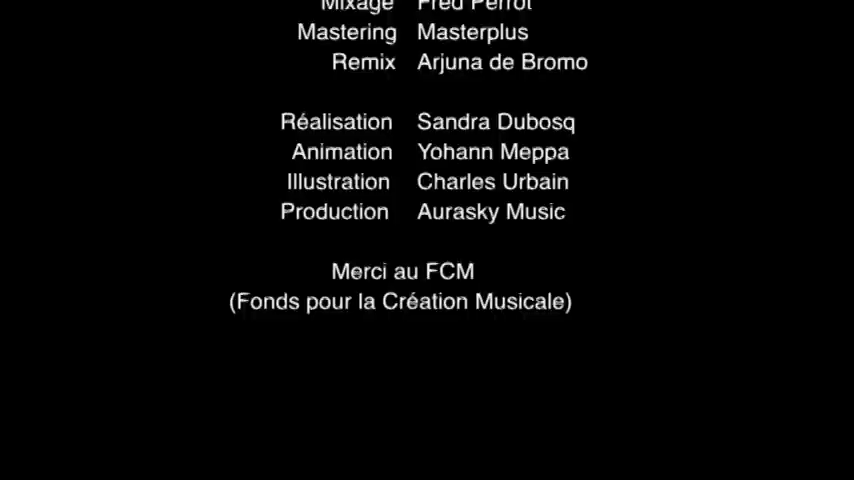 Mixage Fred Perrot
Mastering Masterplus
Remix Arjuna de Bromo
Réalisation Sandra Dubosq
Animation Yohann Meppa
Illustration Charles Urbain
Production Aurasky Music
Merci au FCM
(Fonds pour la Création Musicale)